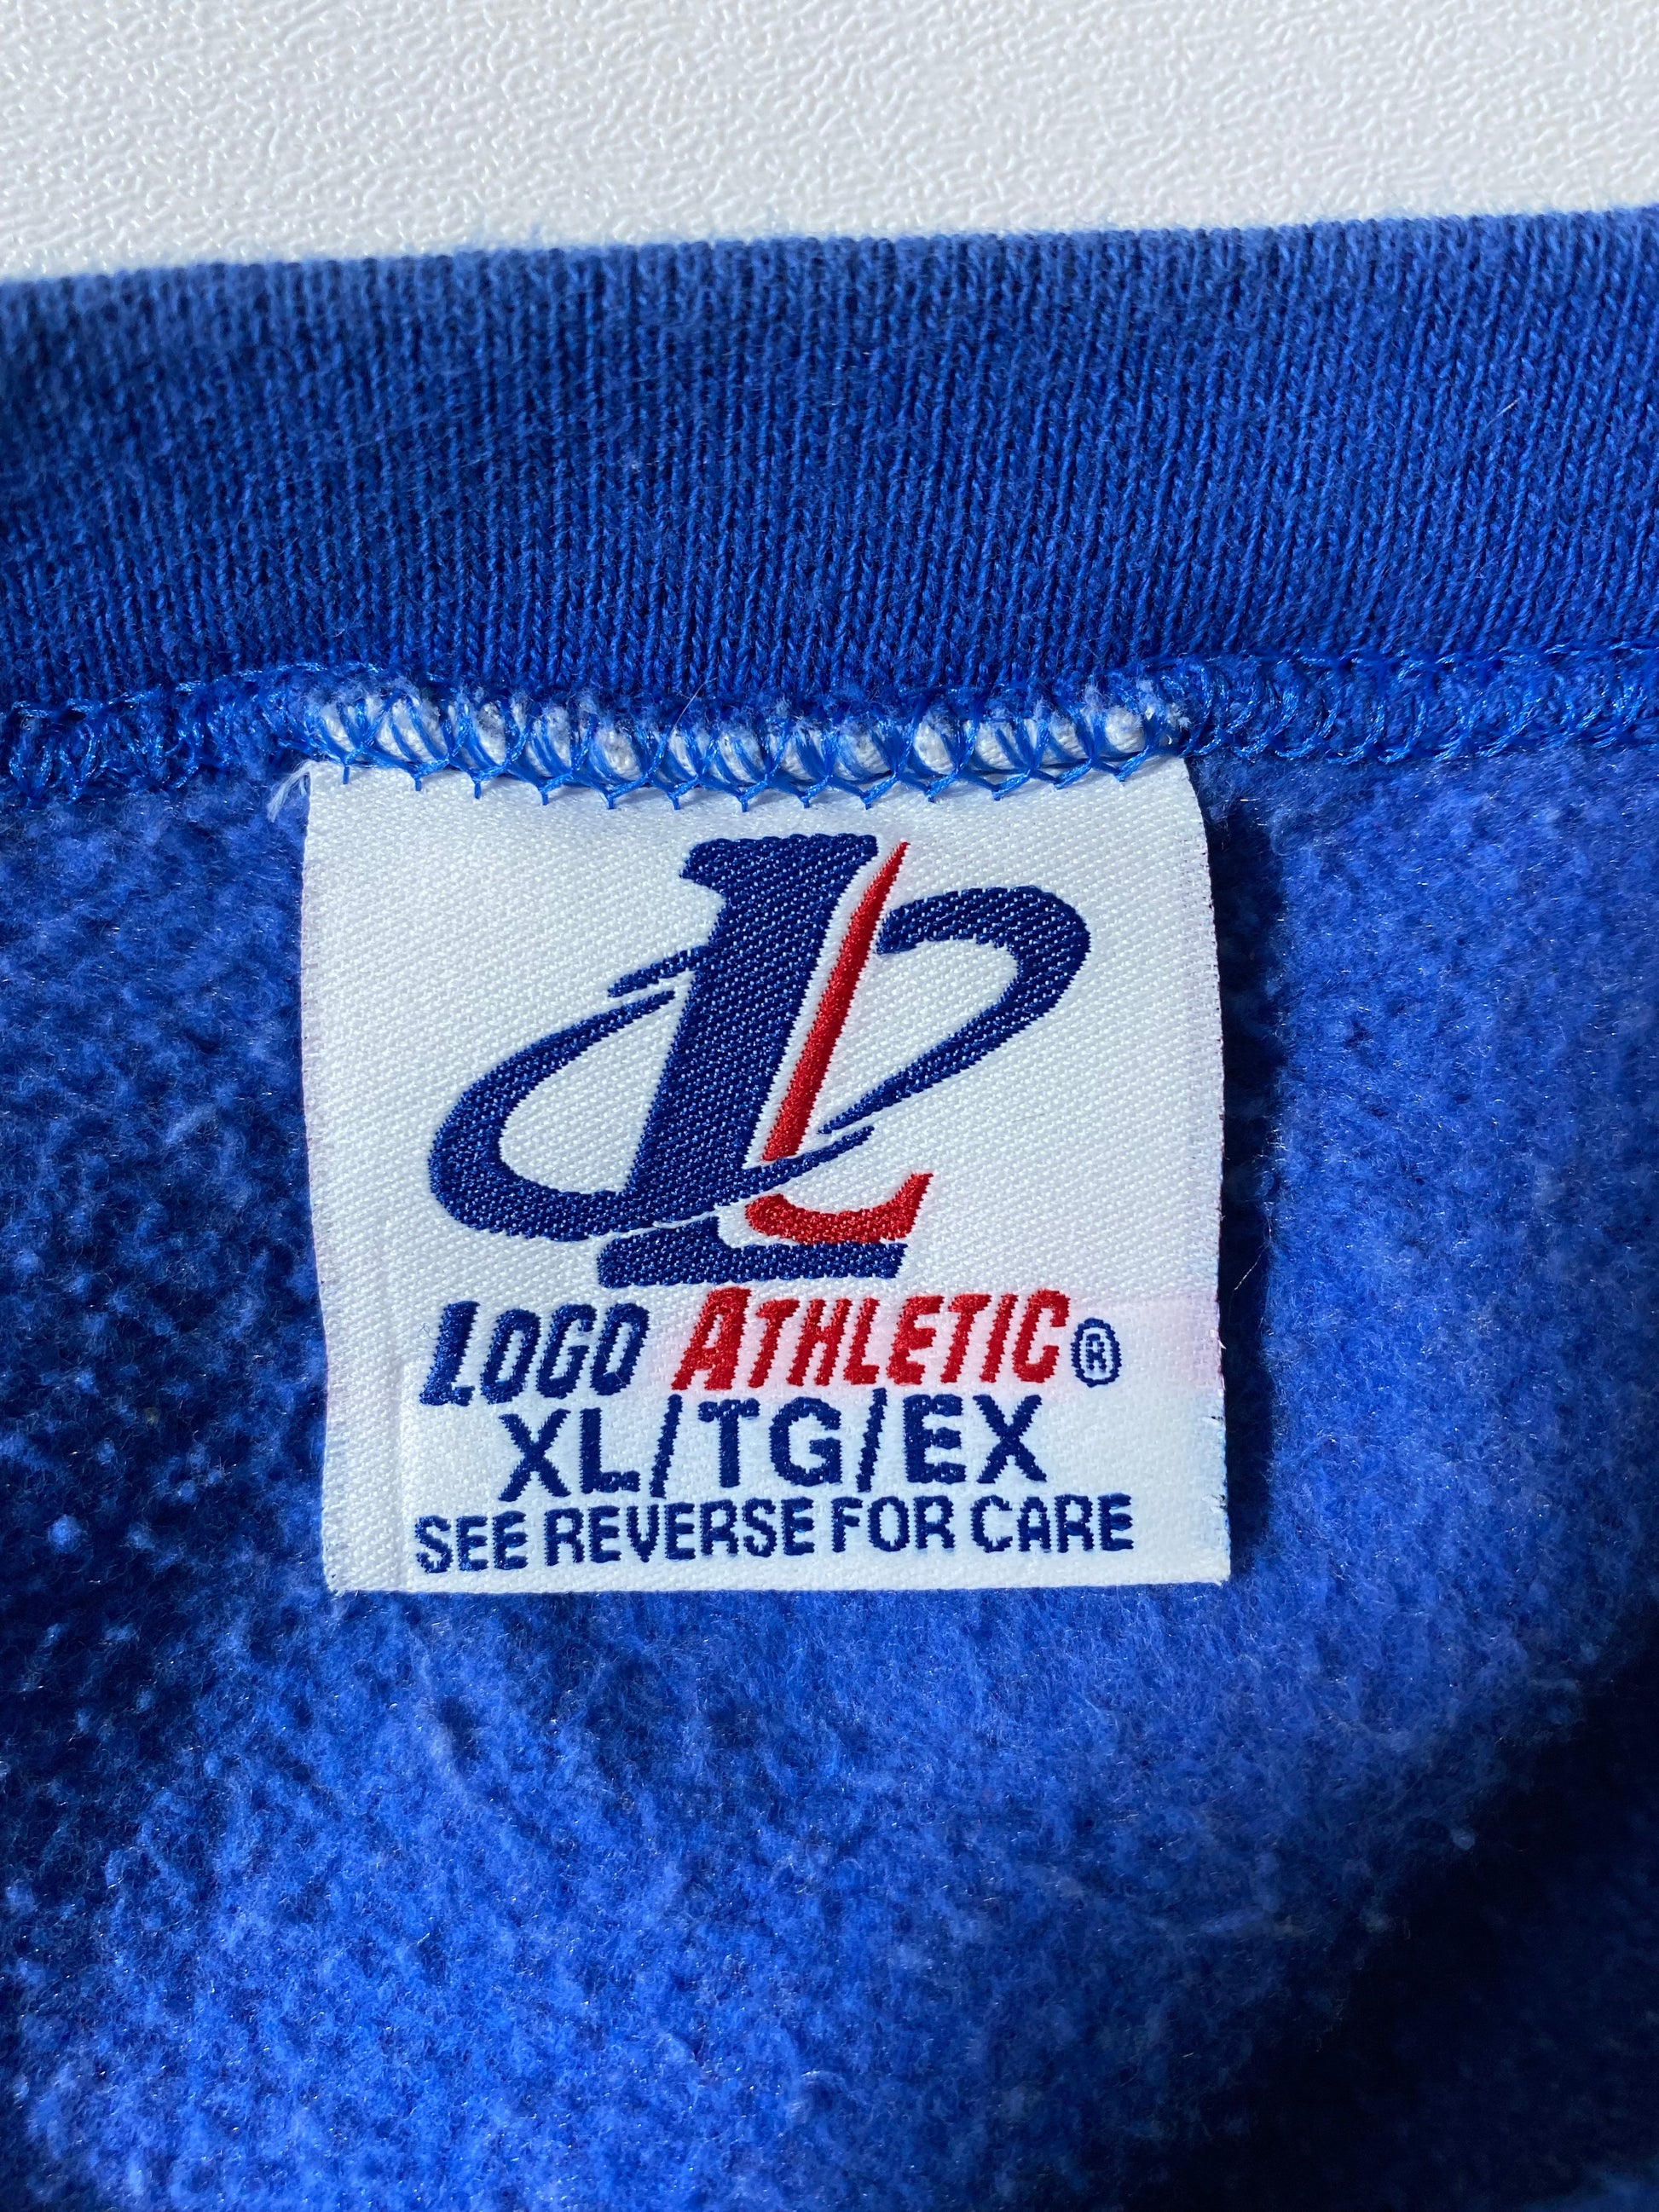 L
LOGO ATHLETIC®
XL/TG/EX
SEE REVERSE FOR CARE